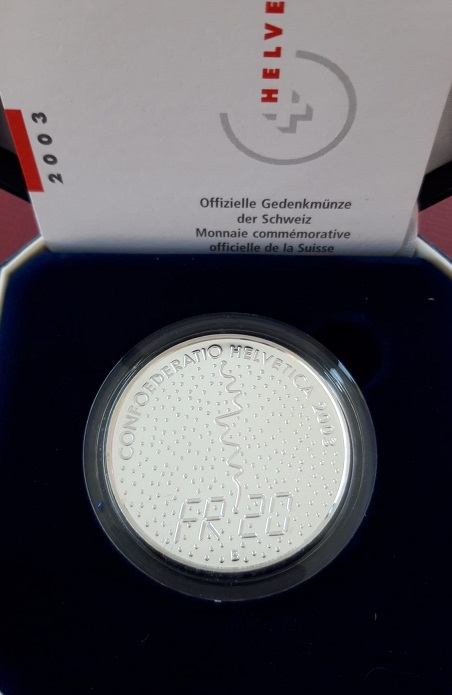 HELVE
2003
Offizielle Gedenkmünze
der Schweiz
Monnaie commémorative
officielle de la Suisse
CONFOEDERATIO HELVETICA 2003
FR 20
B